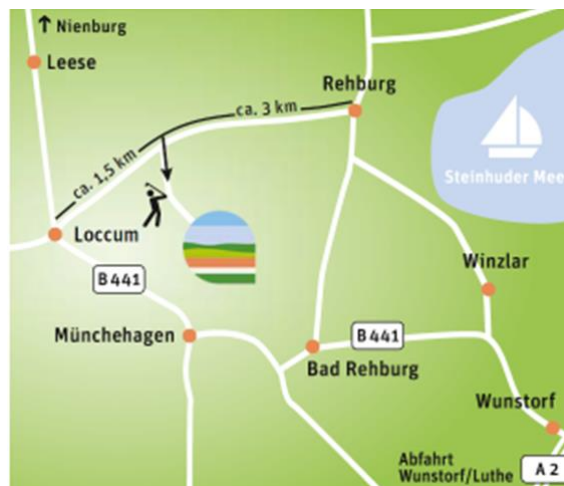 ↑ Nienburg
Leese
Rehburg
ca. 3 km
ca. 1,5 km
Steinhuder Mee
Loccum
Winzlar
B 441
Münchehagen
B 441
Bad Rehburg
Wunstorf
Abfahrt
Wunstorf/Luthe
A 2